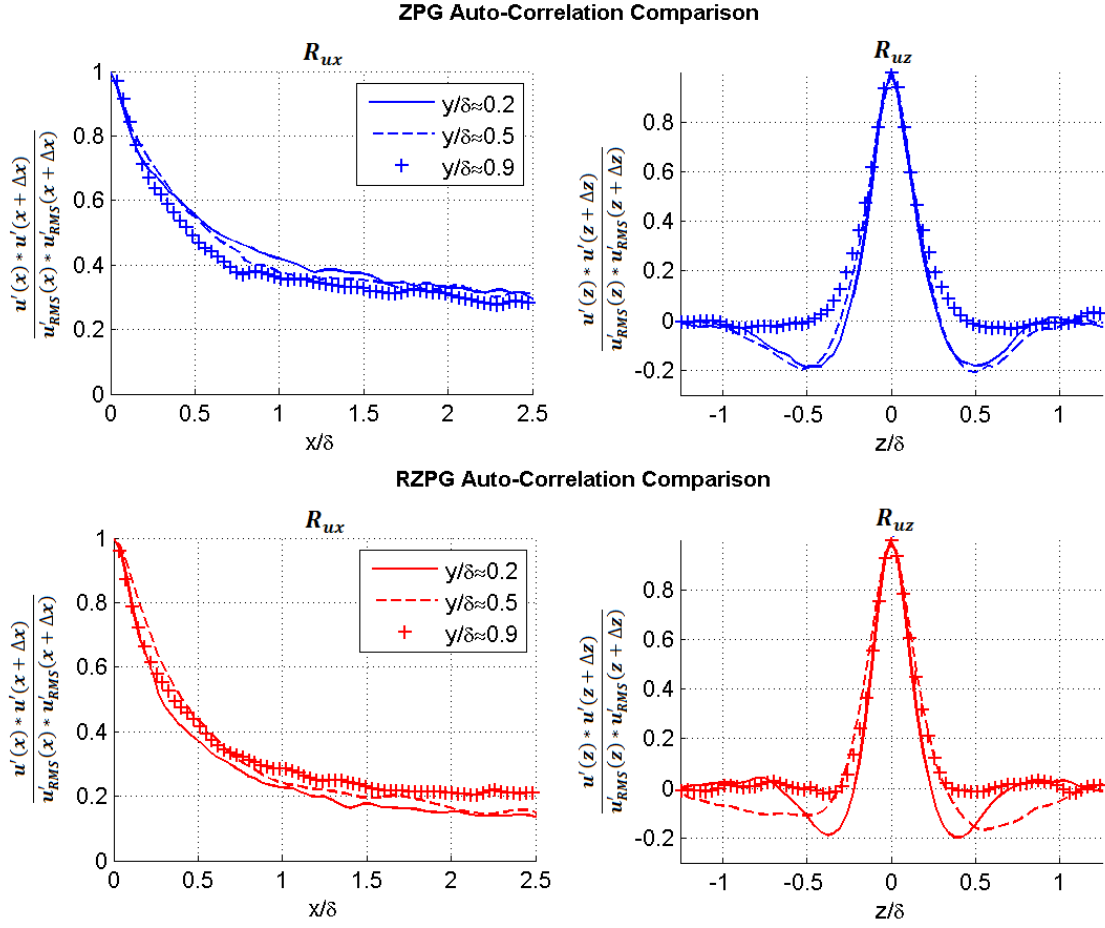 ZPG Auto-Correlation Comparison
R_ux
R_uz
u'(x) * u'(x + Δx)
u'_RMS(x) * u'_RMS(x + Δx)
1
0.8
0.6
0.4
0.2
0
0 0.5 1 1.5 2 2.5
x/δ
y/δ≈0.2
y/δ≈0.5
y/δ≈0.9
u'(z) * u'(z + Δz)
u'_RMS(z) * u'_RMS(z + Δz)
0.8
0.6
0.4
0.2
0
-0.2
-1 -0.5 0 0.5 1
z/δ
RZPG Auto-Correlation Comparison
R_ux
R_uz
u'(x) * u'(x + Δx)
u'_RMS(x) * u'_RMS(x + Δx)
1
0.8
0.6
0.4
0.2
0
0 0.5 1 1.5 2 2.5
x/δ
y/δ≈0.2
y/δ≈0.5
y/δ≈0.9
u'(z) * u'(z + Δz)
u'_RMS(z) * u'_RMS(z + Δz)
0.8
0.6
0.4
0.2
0
-0.2
-1 -0.5 0 0.5 1
z/δ